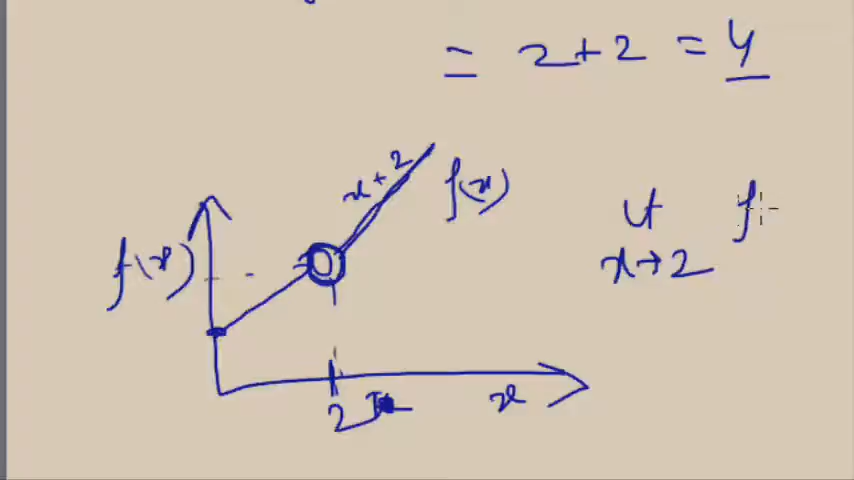 = 2+2 = 4
x+2
f(x)
f(x)
lt f
x→2
2
x